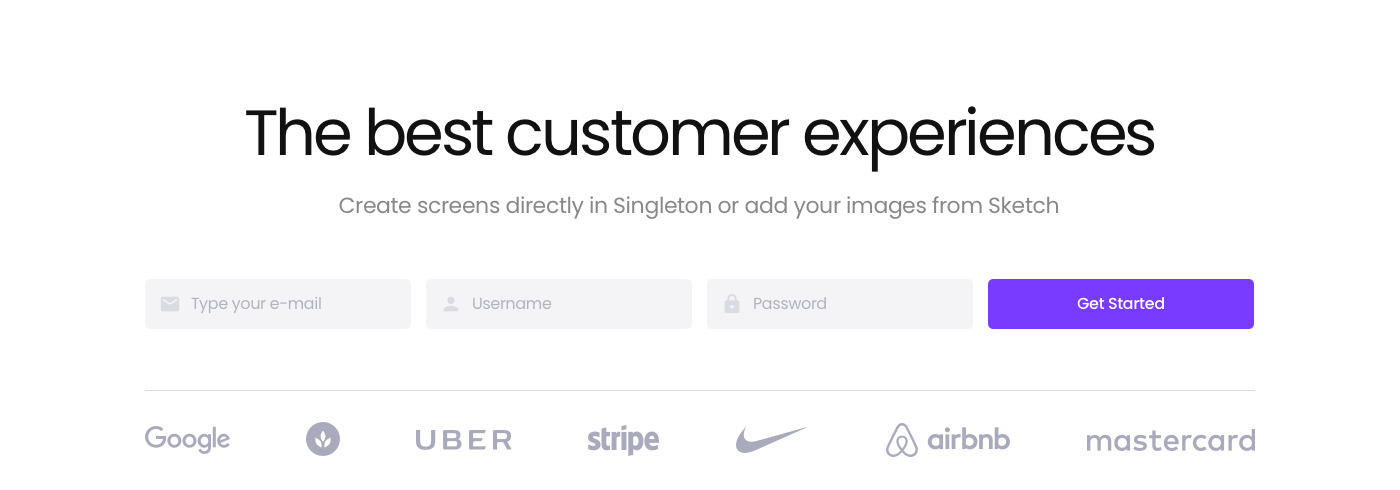 The best customer experiences
Create screens directly in Singleton or add your images from Sketch
Type your e-mail Username Password Get Started
Google UBER stripe airbnb mastercard